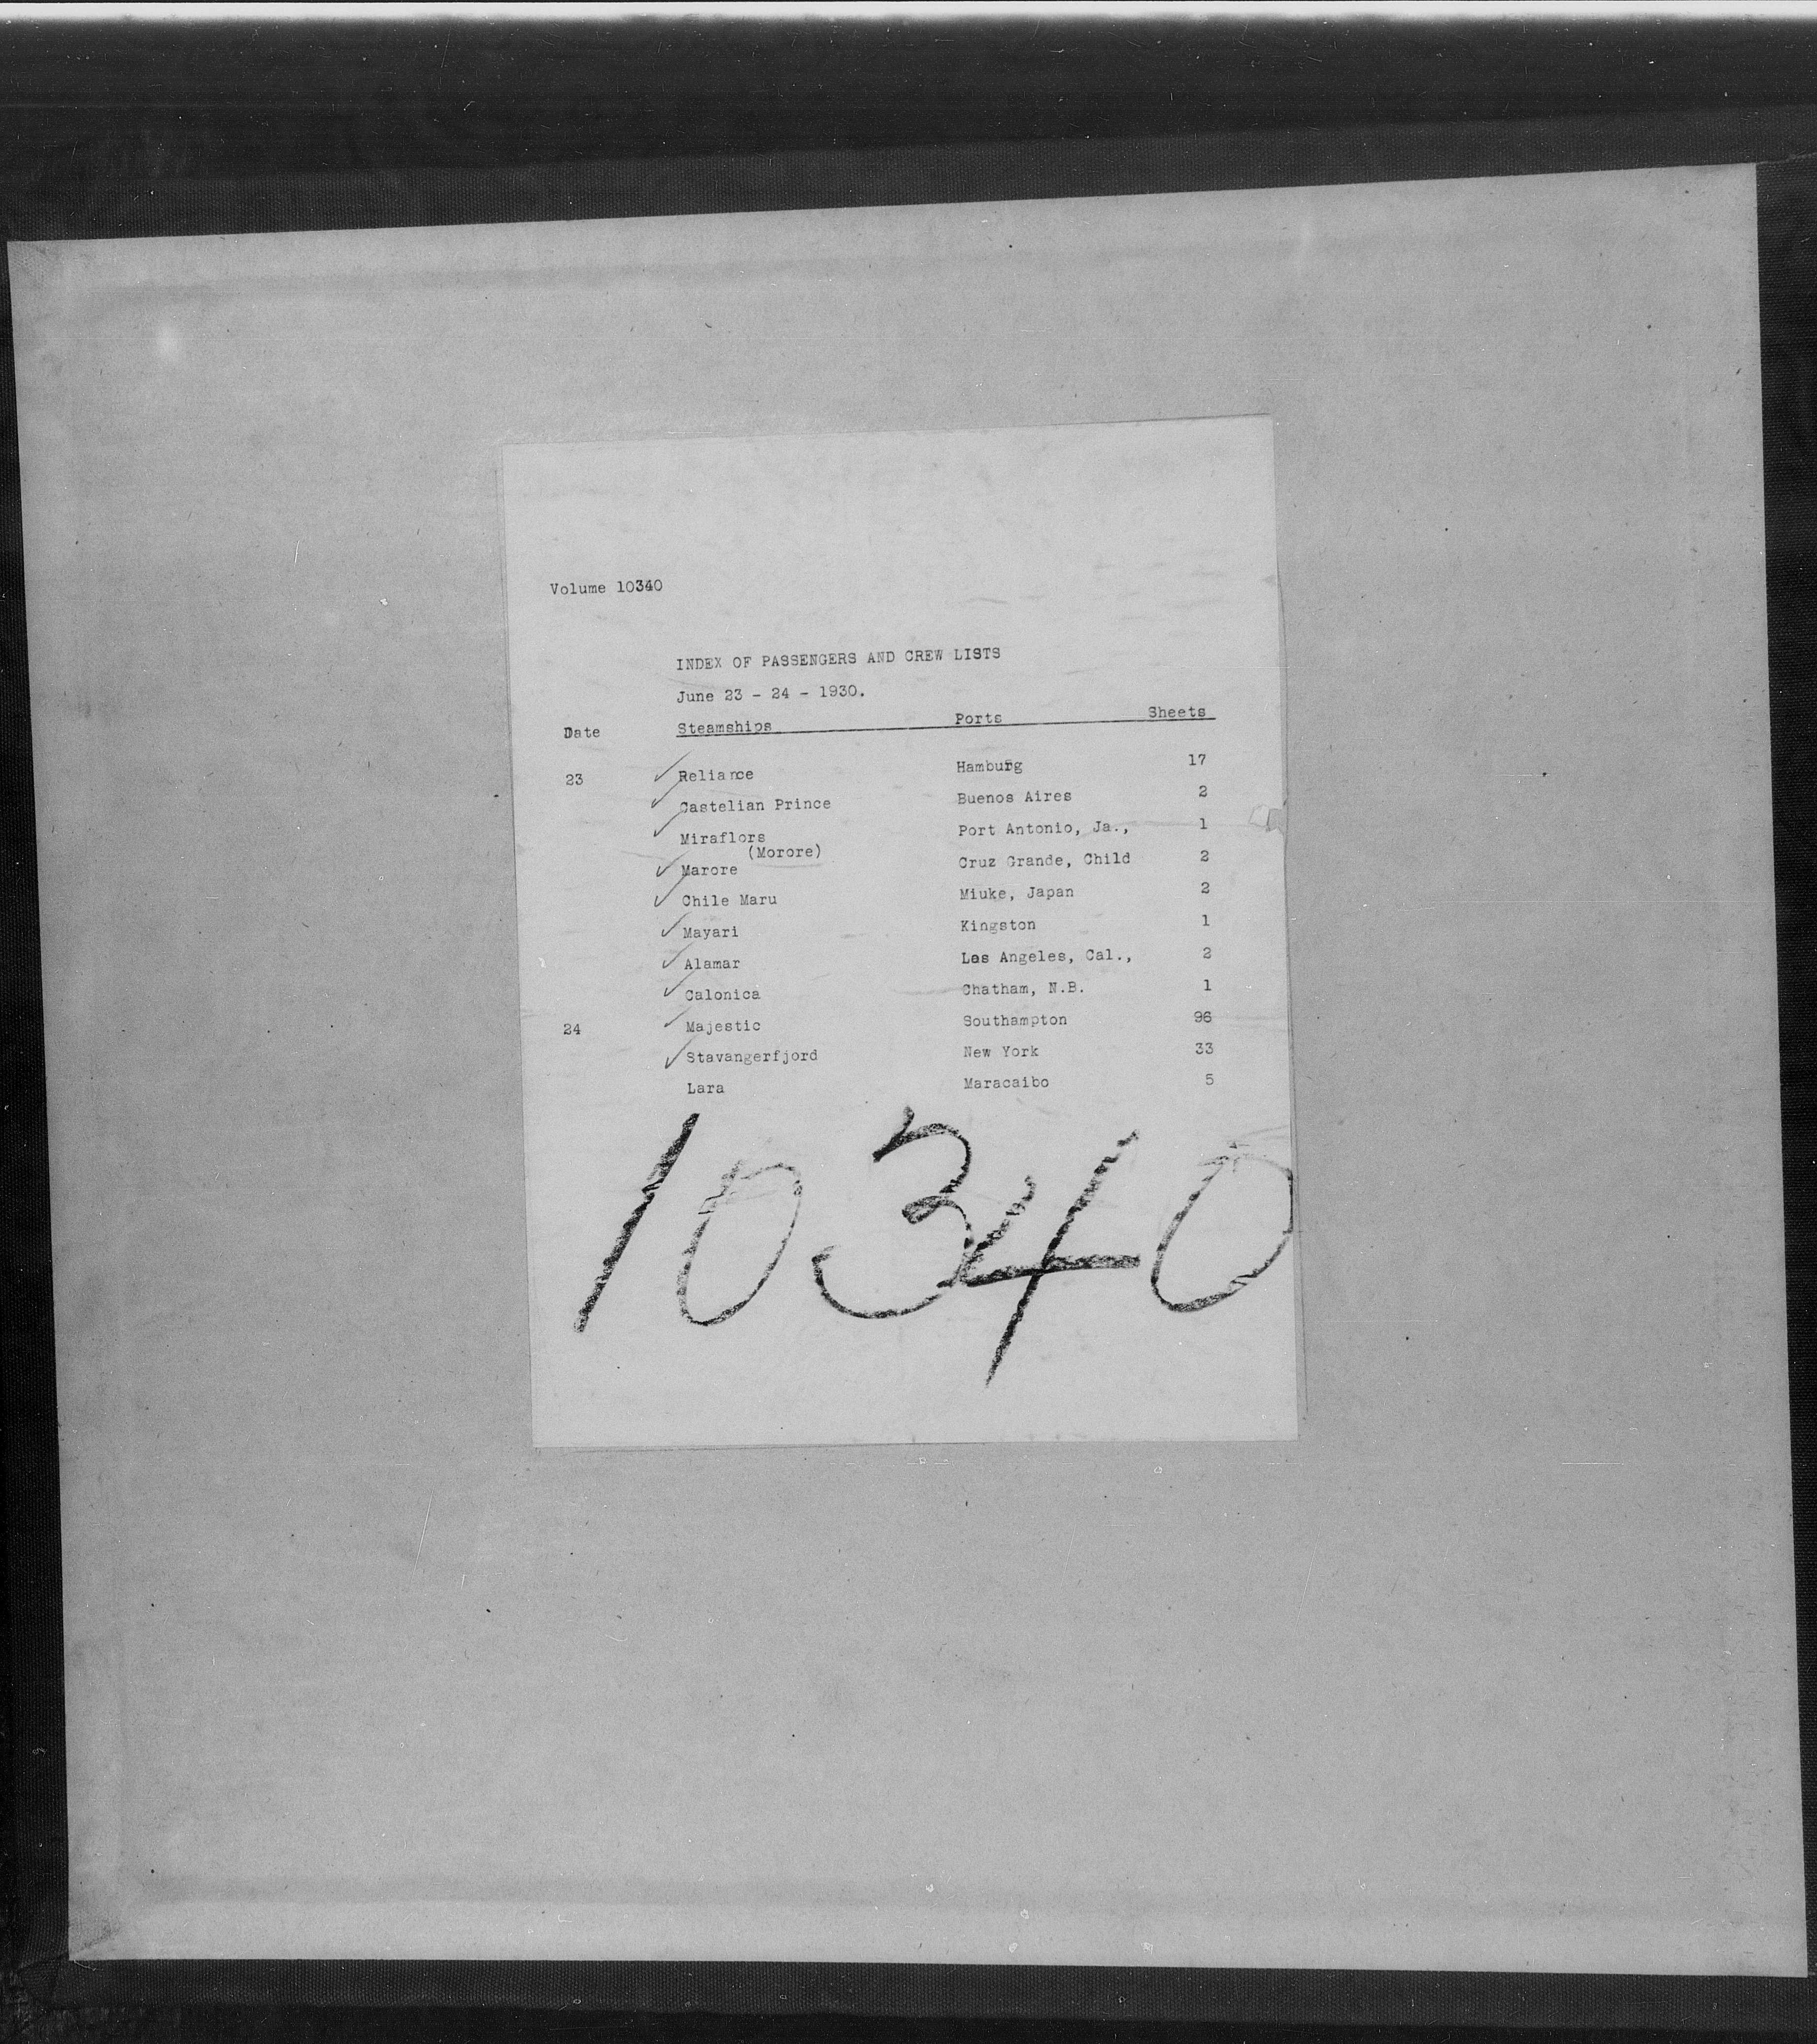 Volume 10340
INDEX OF PASSENGERS AND CREW LISTS
June 23 - 24 - 1930.
Date Steamships Ports Sheets
23 Reliance Hamburg 17
Castelian Prince Buenos Aires 2
Miraflors Port Antonio, Ja., 1
(Morore)
Marore Cruz Grande, Child 2
Chile Maru Miuke, Japan 2
Mayari Kingston 1
Alamar Los Angeles, Cal., 2
Calonica Chatham, N.B. 1
24 Majestic Southampton 96
Stavangerfjord New York 33
Lara Maracaibo 5
10340